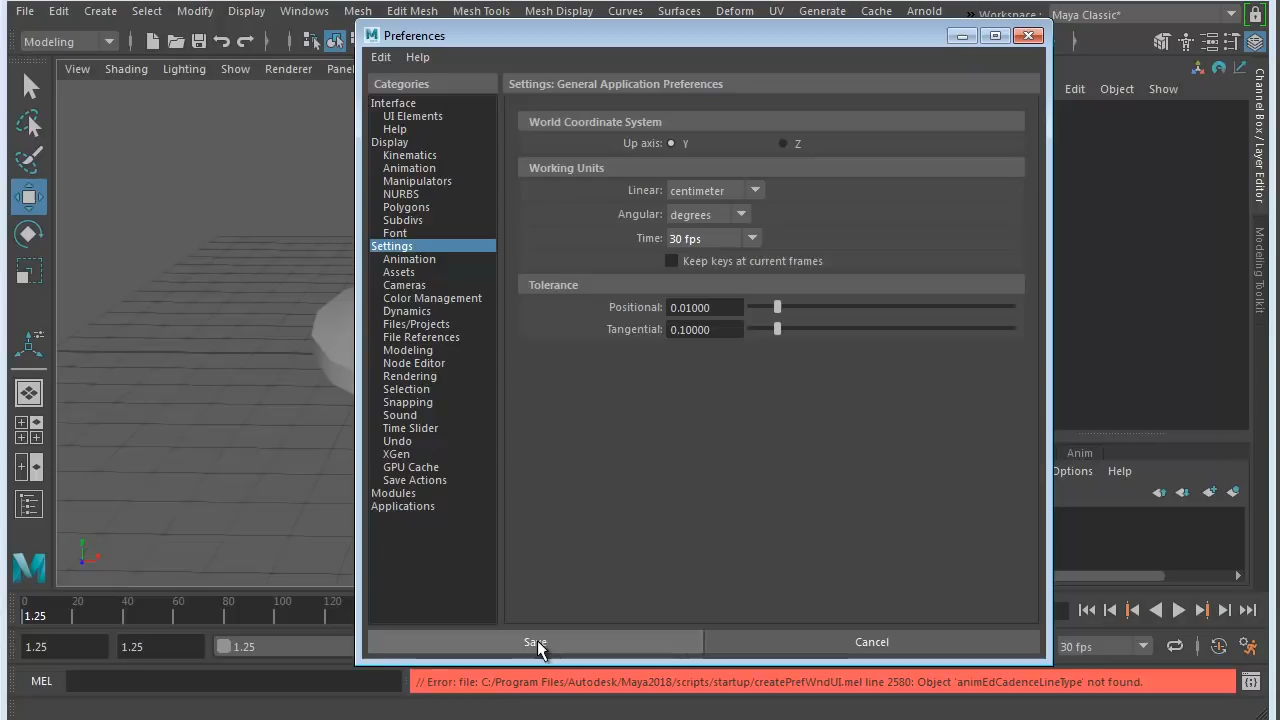 File Edit Create Select Modify Display Windows Mesh Edit Mesh Mesh Tools Mesh Display Curves Surfaces Deform UV Generate Cache Arnold
Workspace: Maya Classic*
Preferences
Modeling
Edit Help
View Shading Lighting Show Renderer
Categories
Settings: General Application Preferences
Edit Object Show
Channel Box / Layer Editor
Modeling Toolkit
Interface
UI Elements
Help
Display
Kinematics
Animation
Manipulators
NURBS
Polygons
Subdivs
Font
Settings
Animation
Assets
Cameras
Color Management
Dynamics
Files/Projects
File References
Modeling
Node Editor
Rendering
Selection
Snapping
Sound
Time Slider
Undo
XGen
GPU Cache
Save Actions
Modules
Applications
World Coordinate System
Up axis: Y Z
Working Units
Linear: centimeter
Angular: degrees
Time: 30 fps
Keep keys at current frames
Tolerance
Positional: 0.01000
Tangential: 0.10000
Anim
Options Help
0 20 40 60 80 100 120
1.25
1.25 1.25 1.25
Save Cancel
30 fps
MEL
// Error: file: C:/Program Files/Autodesk/Maya2018/scripts/startup/createPrefWndUI.mel line 2580: Object 'animEdCadenceLineType' not found.